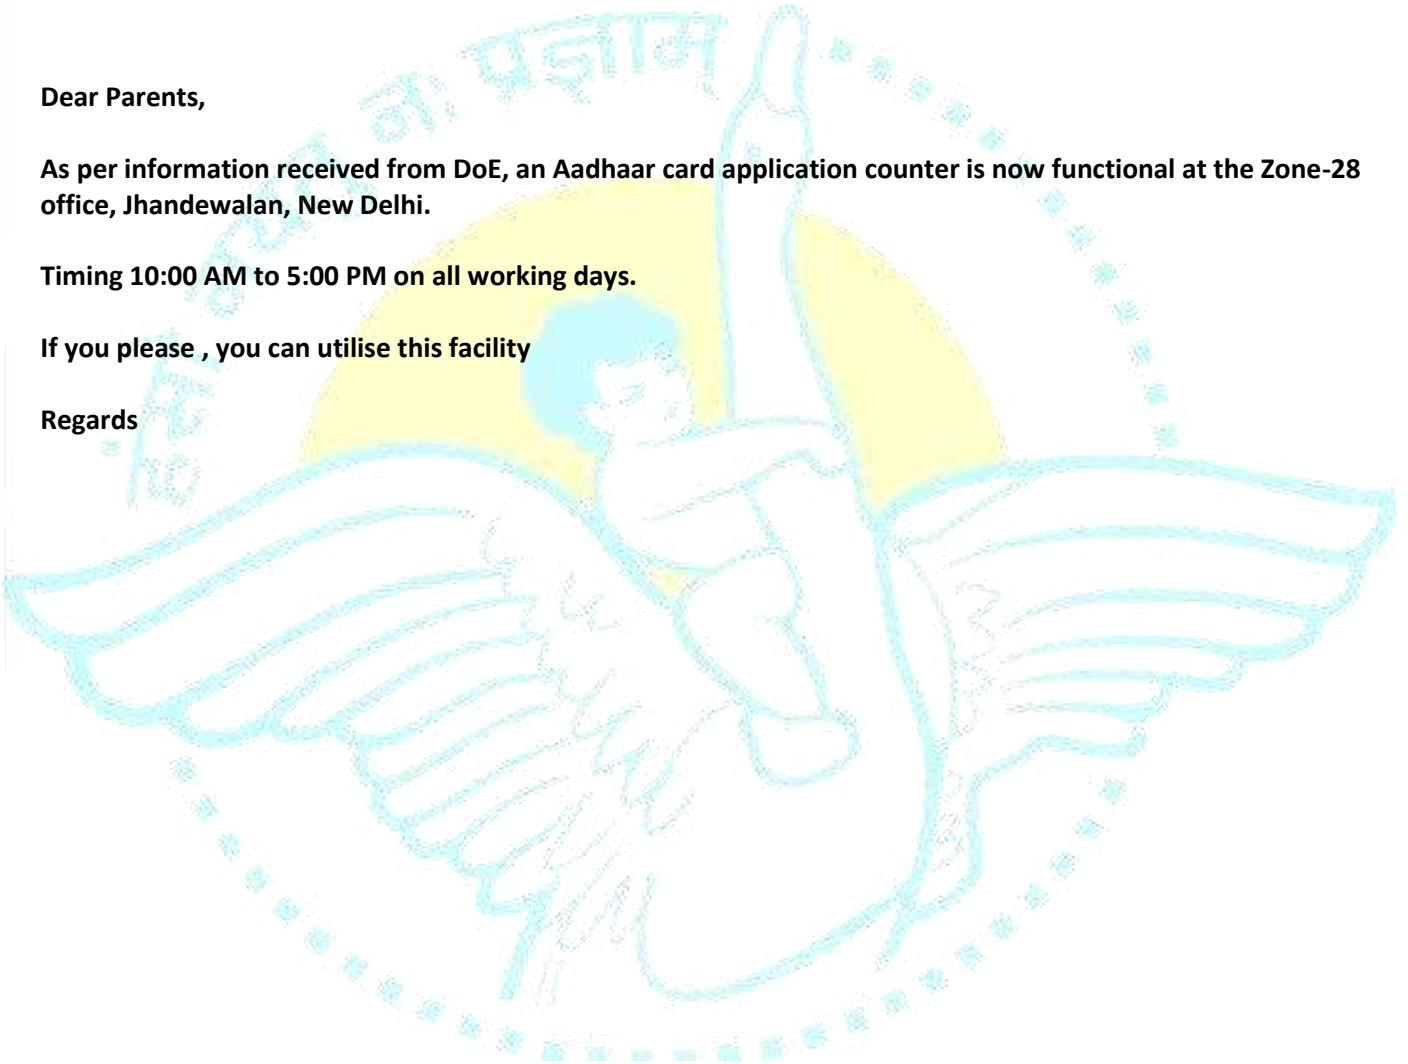 Dear Parents,
As per information received from DoE, an Aadhaar card application counter is now functional at the Zone-28
office, Jhandewalan, New Delhi.
Timing 10:00 AM to 5:00 PM on all working days.
If you please , you can utilise this facility
Regards